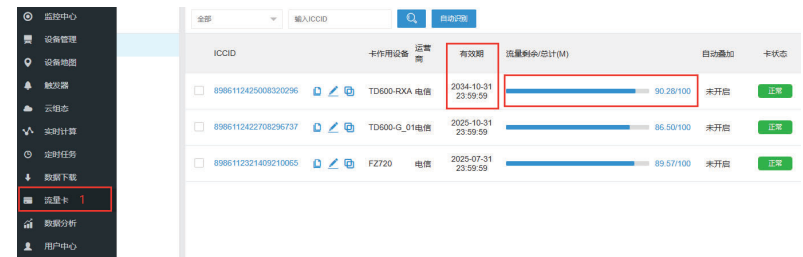 监控中心
设备管理
设备地图
触发器
云组态
实时计算
定时任务
数据下载
流量卡 1
数据分析
用户中心
全部 输入ICCID 自动识别
ICCID 卡作用设备 运营商 有效期 流量剩余/总计(M) 自动叠加 卡状态
8986112425008320296 TD600-RXA 电信 2034-10-31 23:59:59 90.28/100 未开启 正常
8986112422708296737 TD600-G_01 电信 2025-10-31 23:59:59 86.50/100 未开启 正常
8986112321409210065 FZ720 电信 2025-07-31 23:59:59 89.57/100 未开启 正常